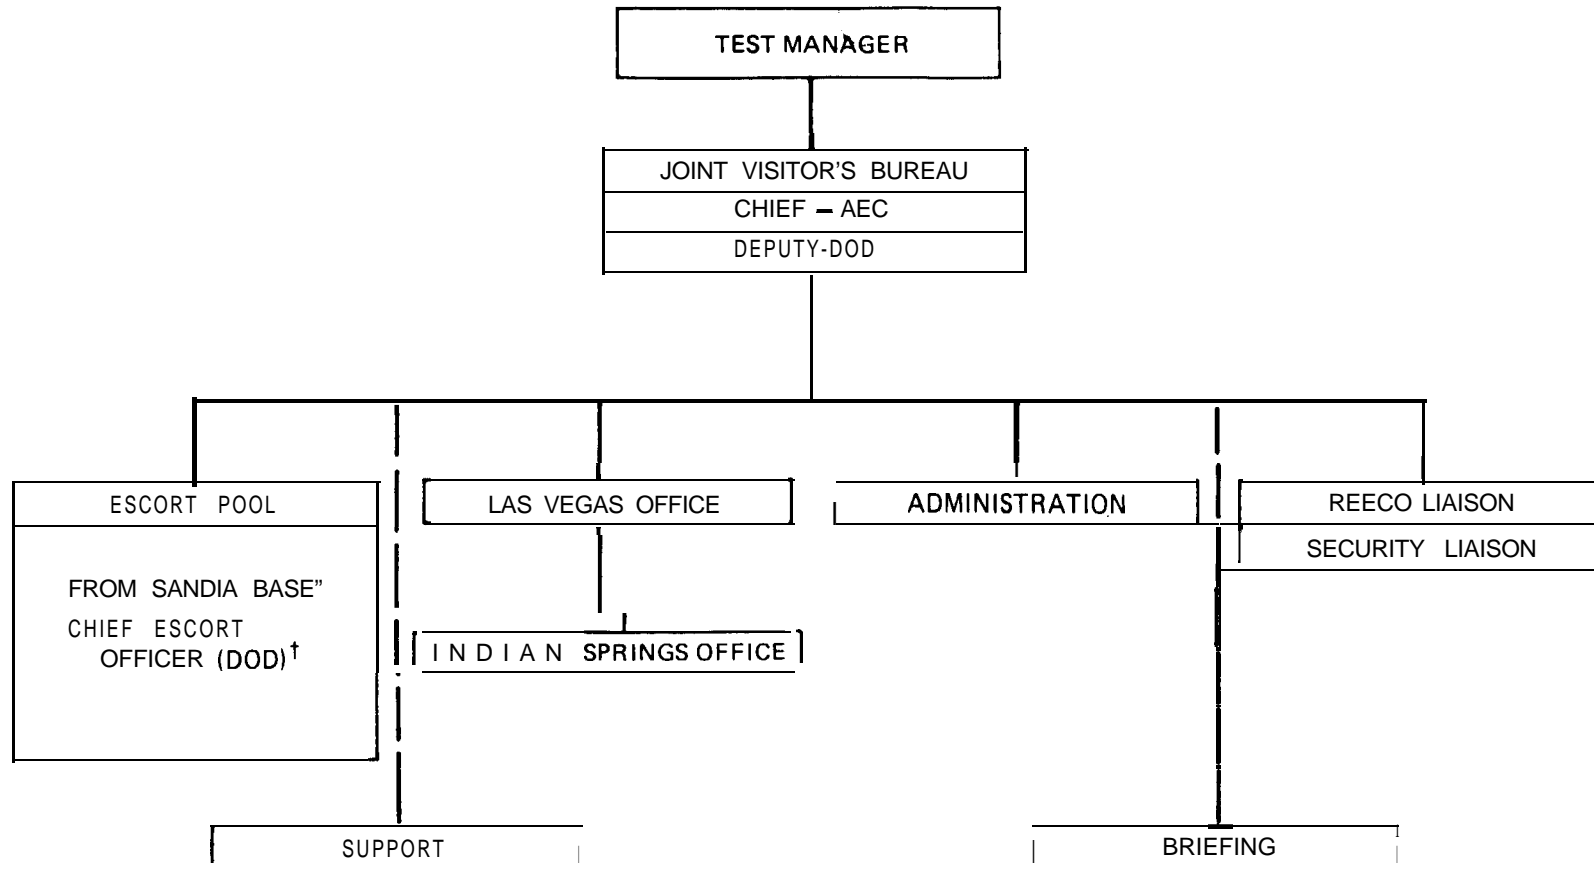 TEST MANAGER
JOINT VISITOR'S BUREAU
CHIEF – AEC
DEPUTY-DOD
ESCORT POOL
FROM SANDIA BASE”
CHIEF ESCORT
OFFICER (DOD)†
LAS VEGAS OFFICE
INDIAN SPRINGS OFFICE
ADMINISTRATION
REECO LIAISON
SECURITY LIAISON
SUPPORT
BRIEFING